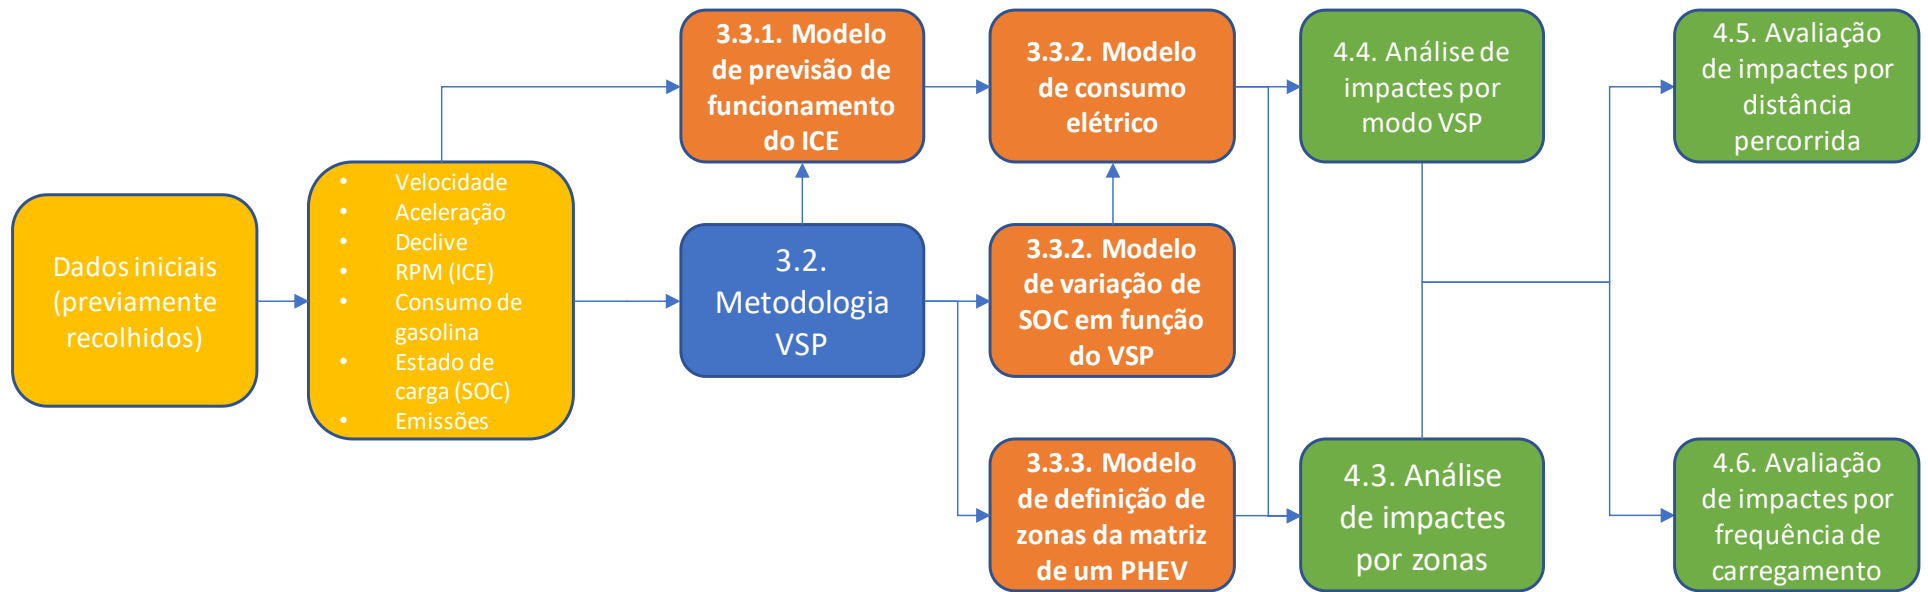 Dados iniciais
(previamente
recolhidos)
• Velocidade
• Aceleração
• Declive
• RPM (ICE)
• Consumo de
gasolina
• Estado de
carga (SOC)
• Emissões
3.3.1. Modelo
de previsão de
funcionamento
do ICE
3.2.
Metodologia
VSP
3.3.2. Modelo
de consumo
elétrico
3.3.2. Modelo
de variação de
SOC em função
do VSP
3.3.3. Modelo
de definição de
zonas da matriz
de um PHEV
4.4. Análise de
impactes por
modo VSP
4.3. Análise
de impactes
por zonas
4.5. Avaliação
de impactes por
distância
percorrida
4.6. Avaliação
de impactes por
frequência de
carregamento